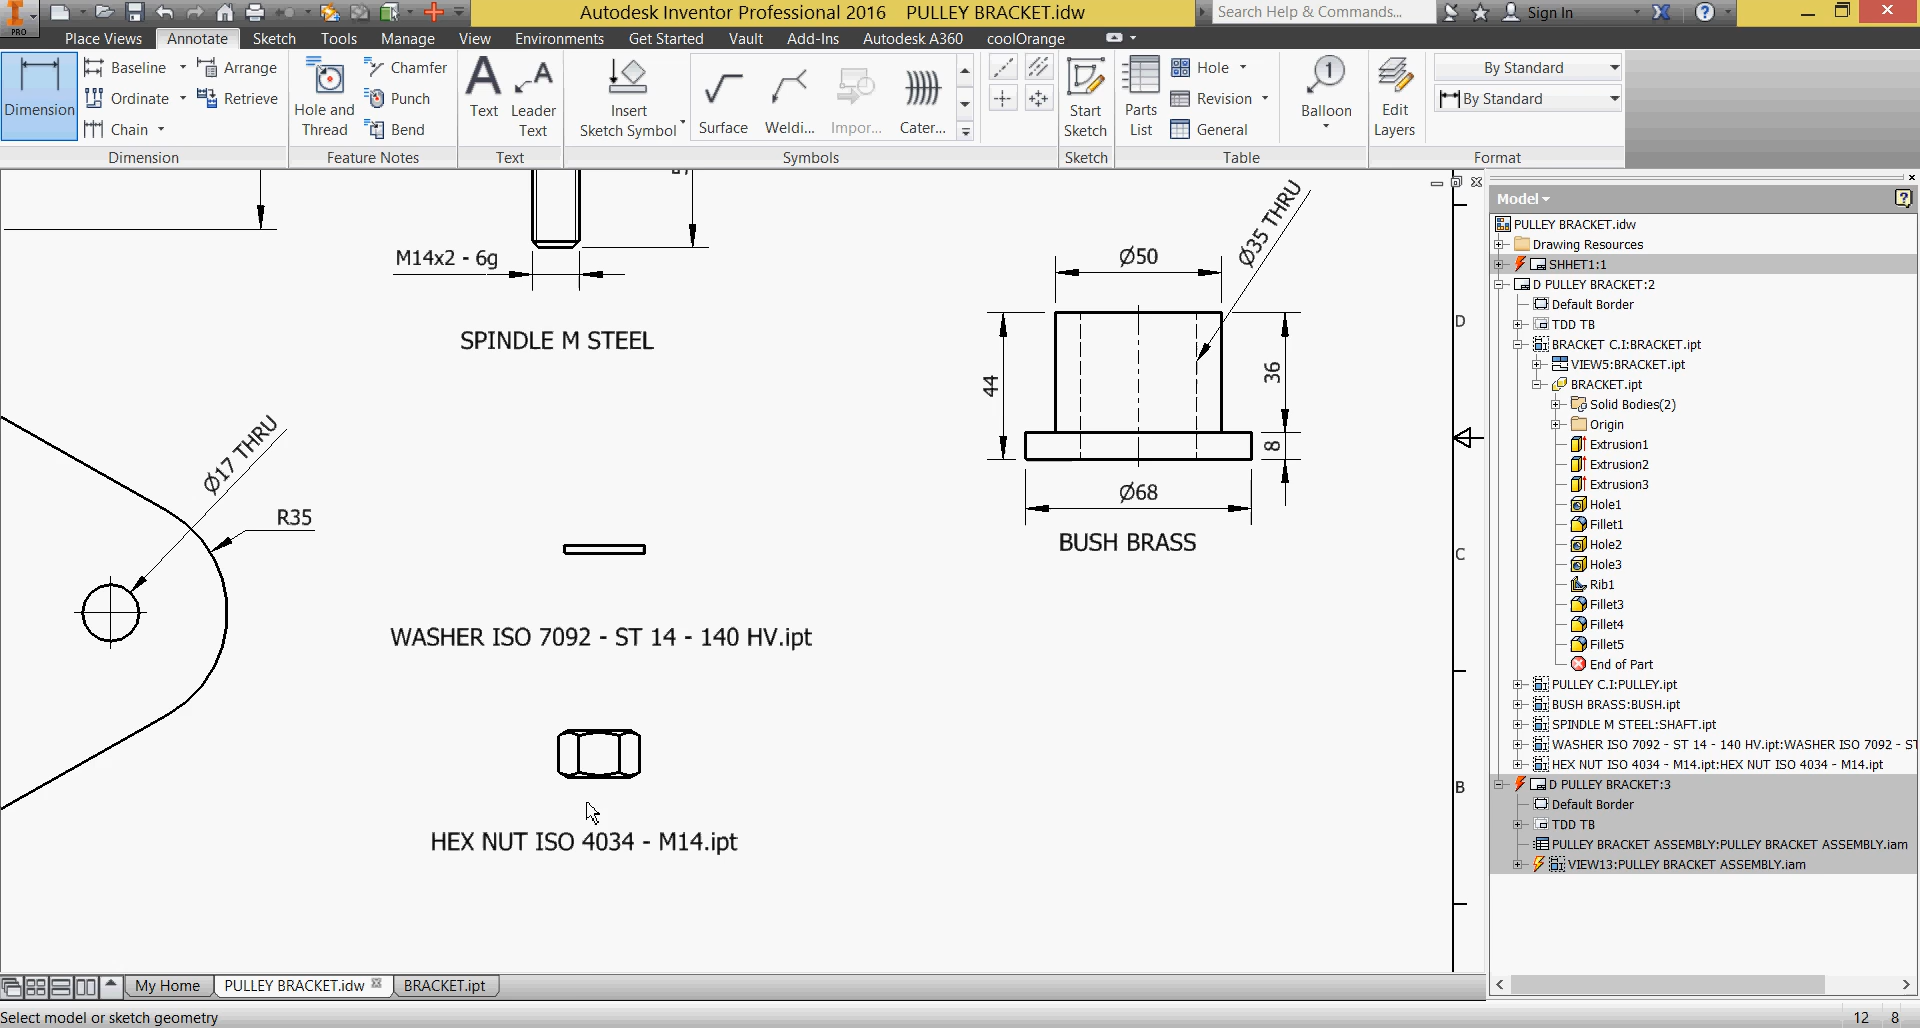 Autodesk Inventor Professional 2016 PULLEY BRACKET.idw
Search Help & Commands...
Sign In
PRO
Place Views Annotate Sketch Tools Manage View Environments Get Started Vault Add-Ins Autodesk A360 coolOrange
Dimension
Baseline
Ordinate
Chain
Arrange
Retrieve
Dimension
Hole and Thread
Chamfer
Punch
Bend
Feature Notes
Text
Leader Text
Text
Insert Sketch Symbol
Surface
Weldi...
Impor...
Cater...
Symbols
Start Sketch
Sketch
Parts List
Hole
Revision
General
Table
Balloon
Edit Layers
By Standard
By Standard
Format
M14x2 - 6g
SPINDLE M STEEL
Ø17 THRU
R35
WASHER ISO 7092 - ST 14 - 140 HV.ipt
HEX NUT ISO 4034 - M14.ipt
Ø50
Ø35 THRU
44
36
8
Ø68
BUSH BRASS
D
C
B
Model
PULLEY BRACKET.idw
Drawing Resources
SHHET1:1
D PULLEY BRACKET:2
Default Border
TDD TB
BRACKET C.I:BRACKET.ipt
VIEW5:BRACKET.ipt
BRACKET.ipt
Solid Bodies(2)
Origin
Extrusion1
Extrusion2
Extrusion3
Hole1
Fillet1
Hole2
Hole3
Rib1
Fillet3
Fillet4
Fillet5
End of Part
PULLEY C.I:PULLEY.ipt
BUSH BRASS:BUSH.ipt
SPINDLE M STEEL:SHAFT.ipt
WASHER ISO 7092 - ST 14 - 140 HV.ipt:WASHER ISO 7092 - ST
HEX NUT ISO 4034 - M14.ipt:HEX NUT ISO 4034 - M14.ipt
D PULLEY BRACKET:3
Default Border
TDD TB
PULLEY BRACKET ASSEMBLY:PULLEY BRACKET ASSEMBLY.iam
VIEW13:PULLEY BRACKET ASSEMBLY.iam
My Home
PULLEY BRACKET.idw
BRACKET.ipt
Select model or sketch geometry
12 8